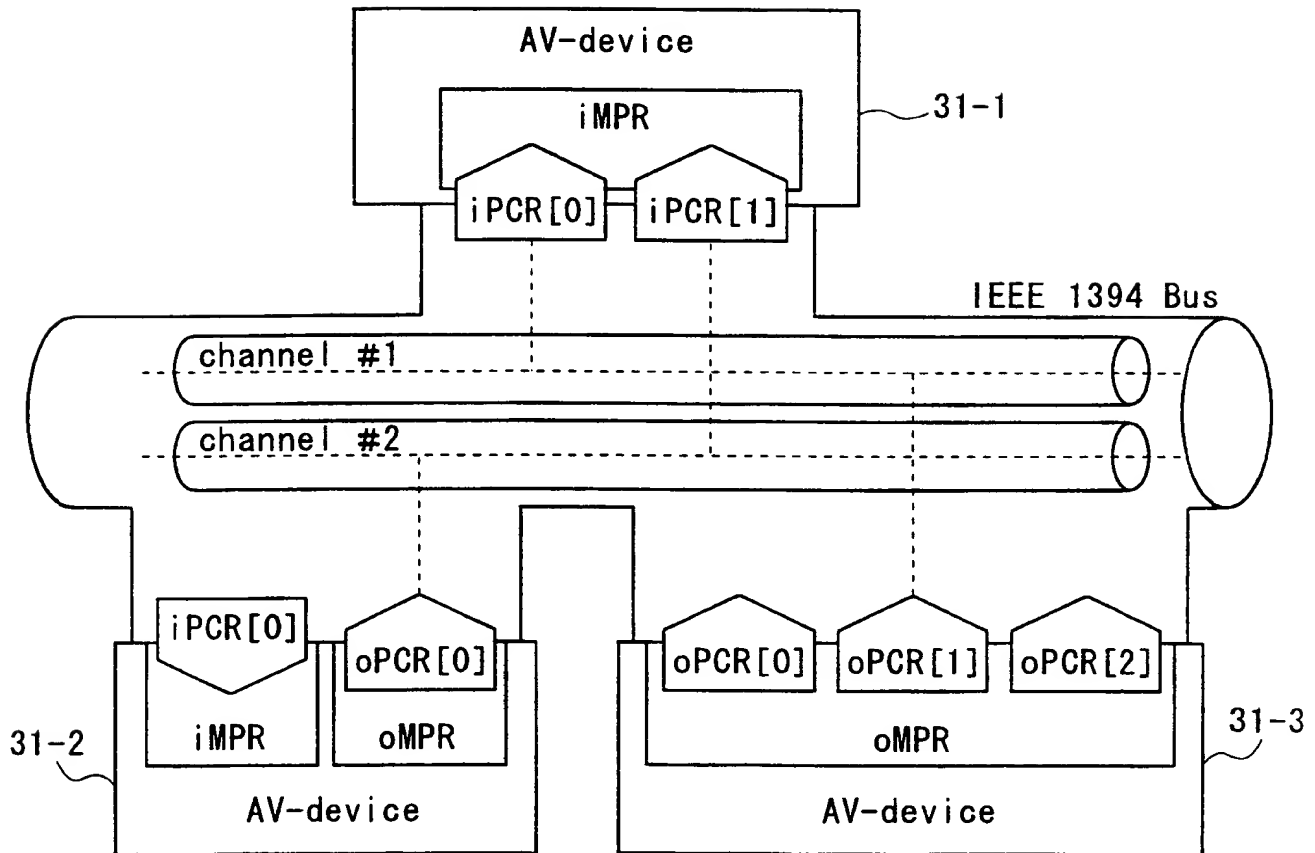 AV-device
iMPR
31-1
iPCR[0]
iPCR[1]
IEEE 1394 Bus
channel #1
channel #2
iPCR[0]
oPCR[0]
oPCR[0]
oPCR[1]
oPCR[2]
31-2
iMPR
oMPR
oMPR
31-3
AV-device
AV-device